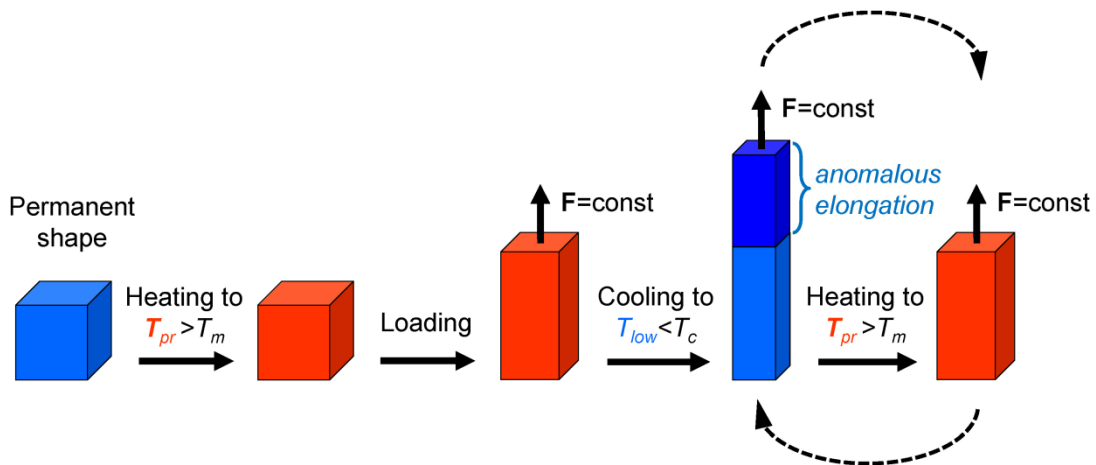 Permanent
shape
Heating to
T_pr >T_m
Loading
F=const
Cooling to
T_low<T_c
F=const
anomalous
elongation
Heating to
T_pr >T_m
F=const